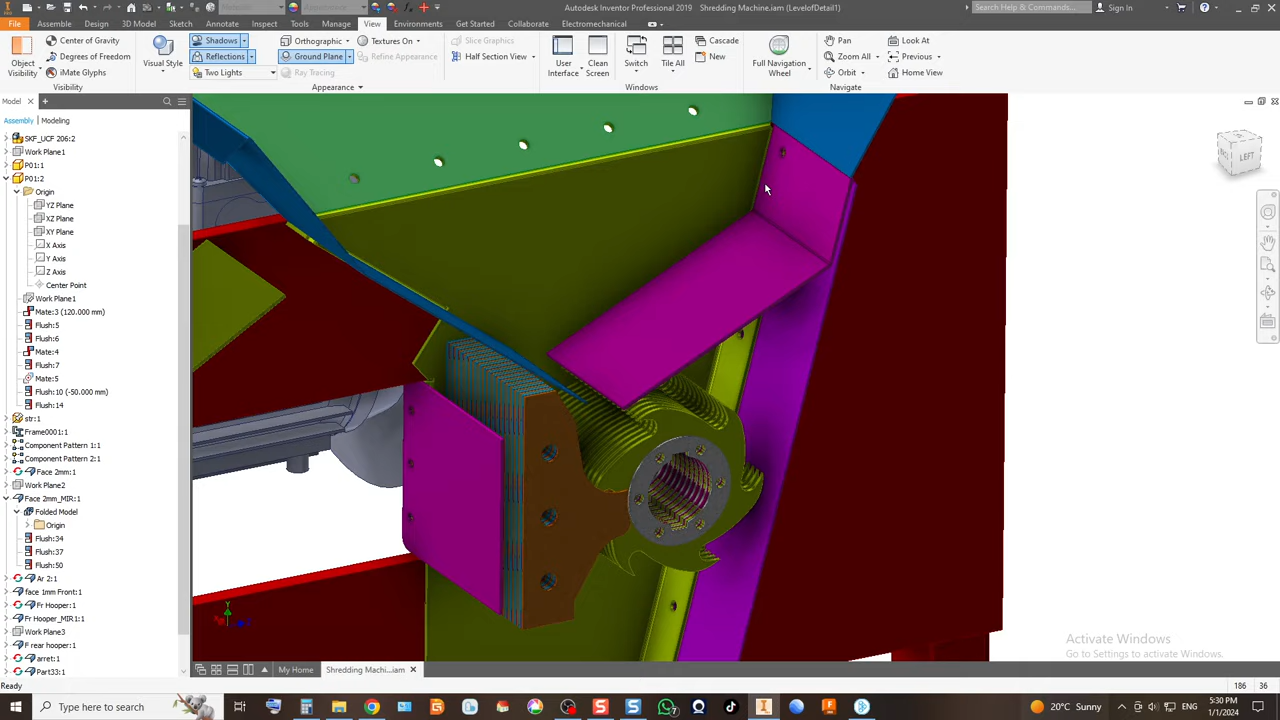 Autodesk Inventor Professional 2019   Shredding Machine.iam (LevelofDetail1)
Search Help & Commands...
Sign In
File Assembly Design 3D Model Sketch Annotate Inspect Tools Manage View Environments Get Started Collaborate Electromechanical
Object Visibility
Center of Gravity
Degrees of Freedom
iMate Glyphs
Visibility
Visual Style
Shadows
Reflections
Two Lights
Orthographic
Ground Plane
Ray Tracing
Textures On
Refine Appearance
Slice Graphics
Half Section View
Appearance
User Interface
Clean Screen
Switch
Tile All
Cascade
New
Windows
Full Navigation Wheel
Pan
Zoom All
Orbit
Look At
Previous
Home View
Navigate
Model
Assembly Modeling
SKF_UCF 206:2
Work Plane1
P01:1
P01:2
Origin
YZ Plane
XZ Plane
XY Plane
X Axis
Y Axis
Z Axis
Center Point
Work Plane1
Mate:3 (120.000 mm)
Flush:5
Flush:6
Mate:4
Flush:7
Mate:5
Flush:10 (-50.000 mm)
Flush:14
str:1
Frame0001:1
Component Pattern 1:1
Component Pattern 2:1
Face 2mm:1
Work Plane2
Face 2mm_MIR:1
Folded Model
Origin
Flush:34
Flush:37
Flush:50
Ar 2:1
face 1mm Front:1
Fr Hooper:1
Fr Hooper_MIR1:1
Work Plane3
F rear hooper:1
arret:1
Part33:1
LEFT
Y
Activate Windows
Go to Settings to activate Windows.
My Home
Shredding Machi...iam
Ready
186 36
Type here to search
20°C Sunny
5:30 PM
1/1/2024